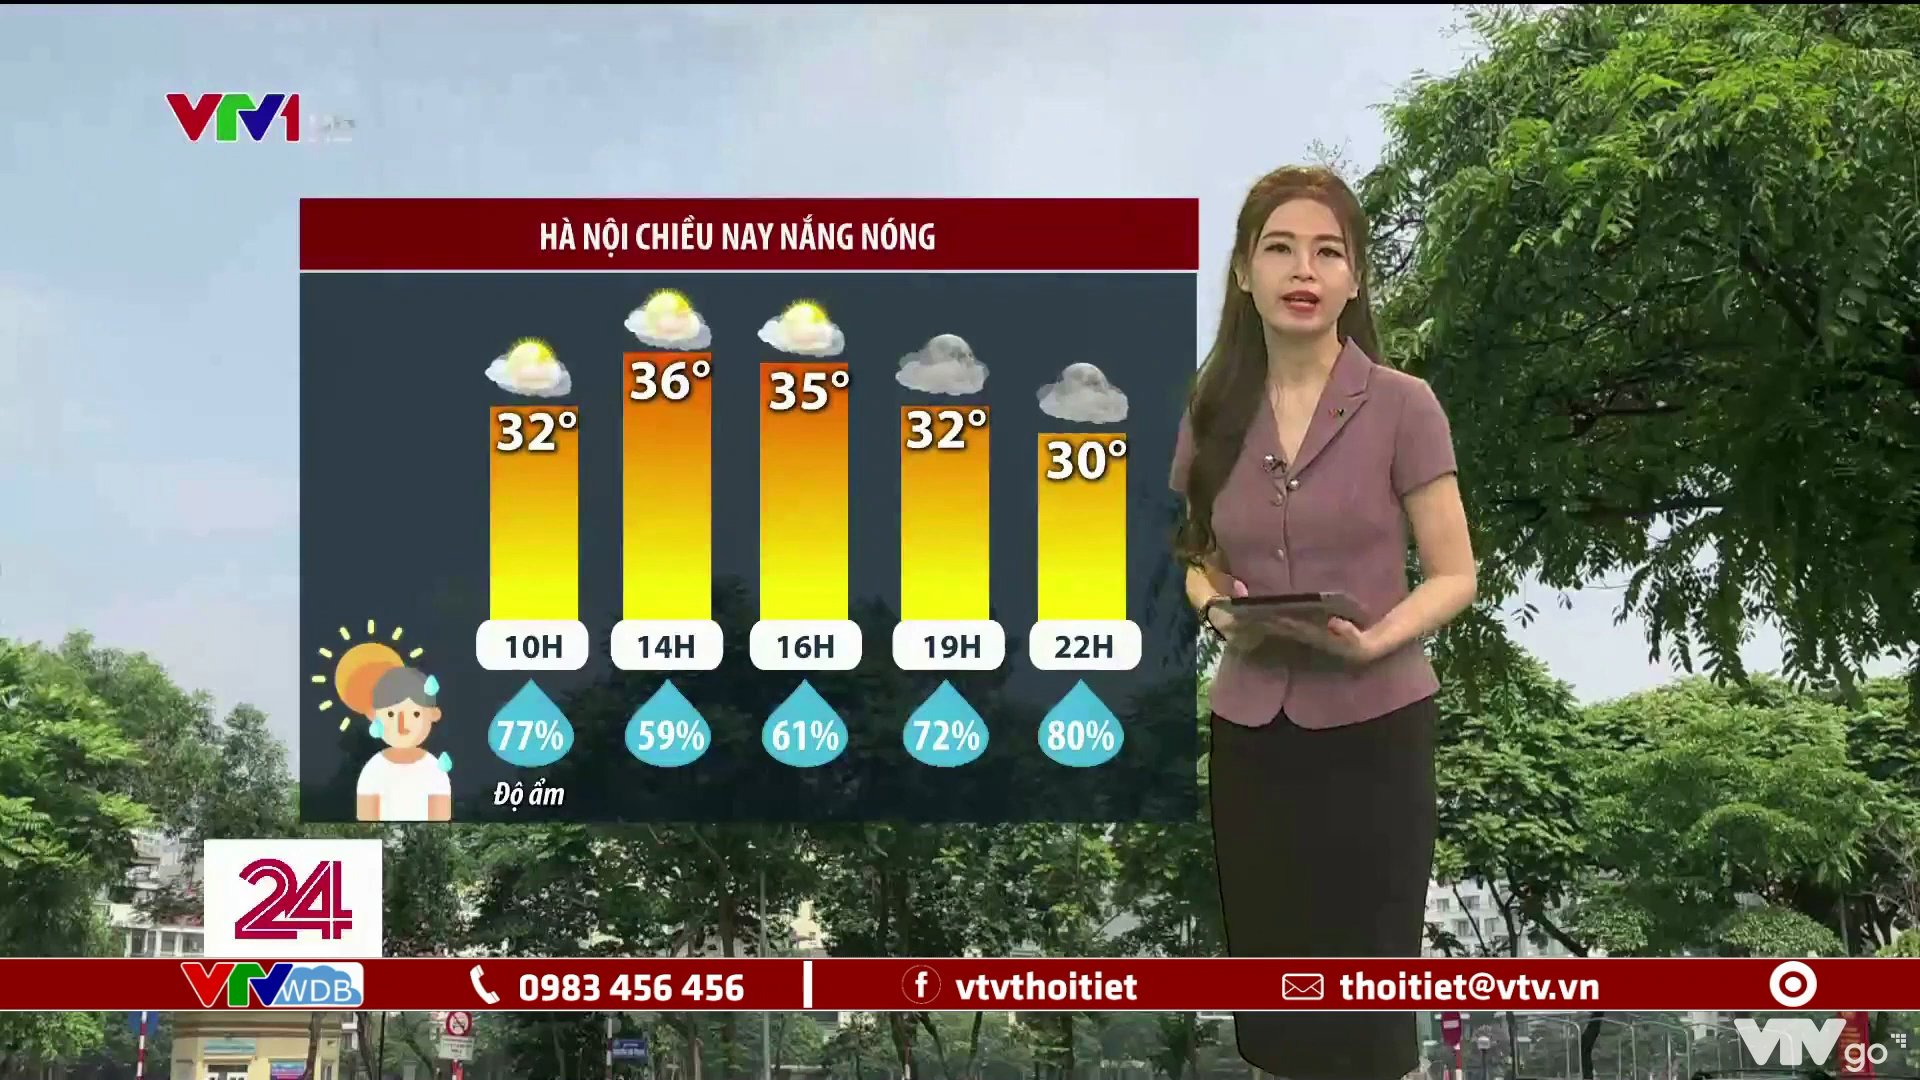 VTV1
HÀ NỘI CHIỀU NAY NẮNG NÓNG
32° 36° 35° 32° 30°
10H 14H 16H 19H 22H
77% 59% 61% 72% 80%
Độ ẩm
24
VTV WDB 0983 456 456 vtvthoitiet thoitiet@vtv.vn
VTV go